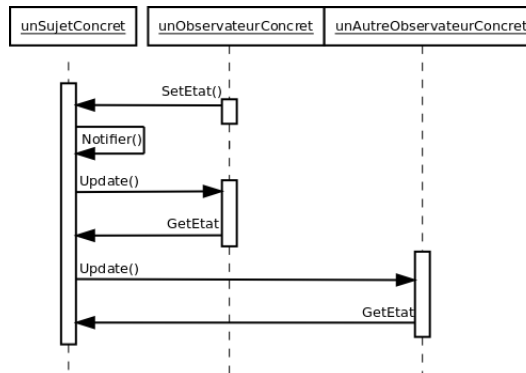 unSujetConcret
unObservateurConcret
unAutreObservateurConcret
SetEtat()
Notifier()
Update()
GetEtat
Update()
GetEtat